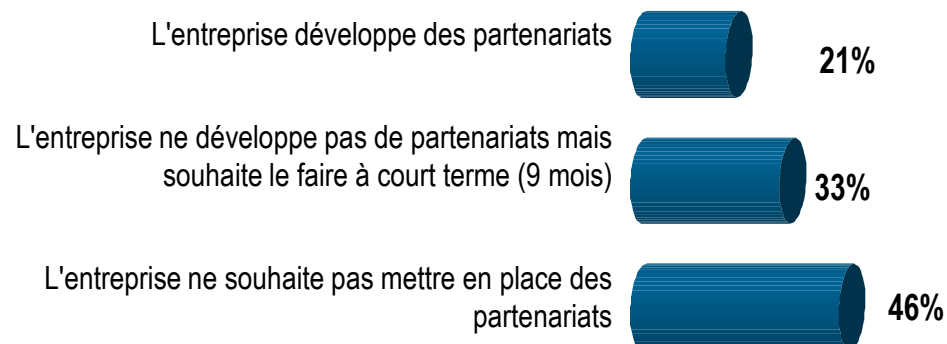 L'entreprise développe des partenariats
21%
L'entreprise ne développe pas de partenariats mais
souhaite le faire à court terme (9 mois)
33%
L'entreprise ne souhaite pas mettre en place des
partenariats
46%